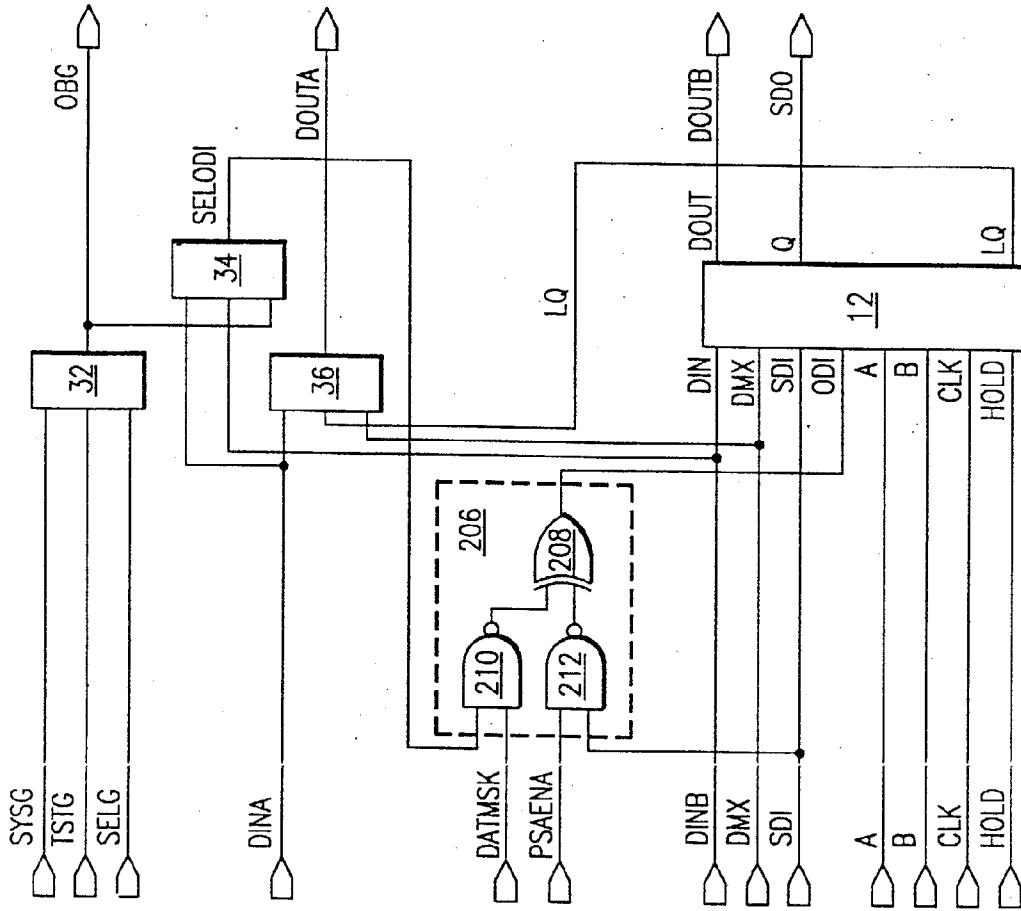 OBG
SYSG
TSTG
SELG
32
SELODI
34
DINA
36
DOUTA
206
210
208
DATMSK
PSAENA
212
LQ
DINB
DIN
DOUT
DOUTB
DMX
DMX
SDI
SDI
Q
SDO
ODI
12
A
A
B
B
CLK
CLK
HOLD
HOLD
LQ